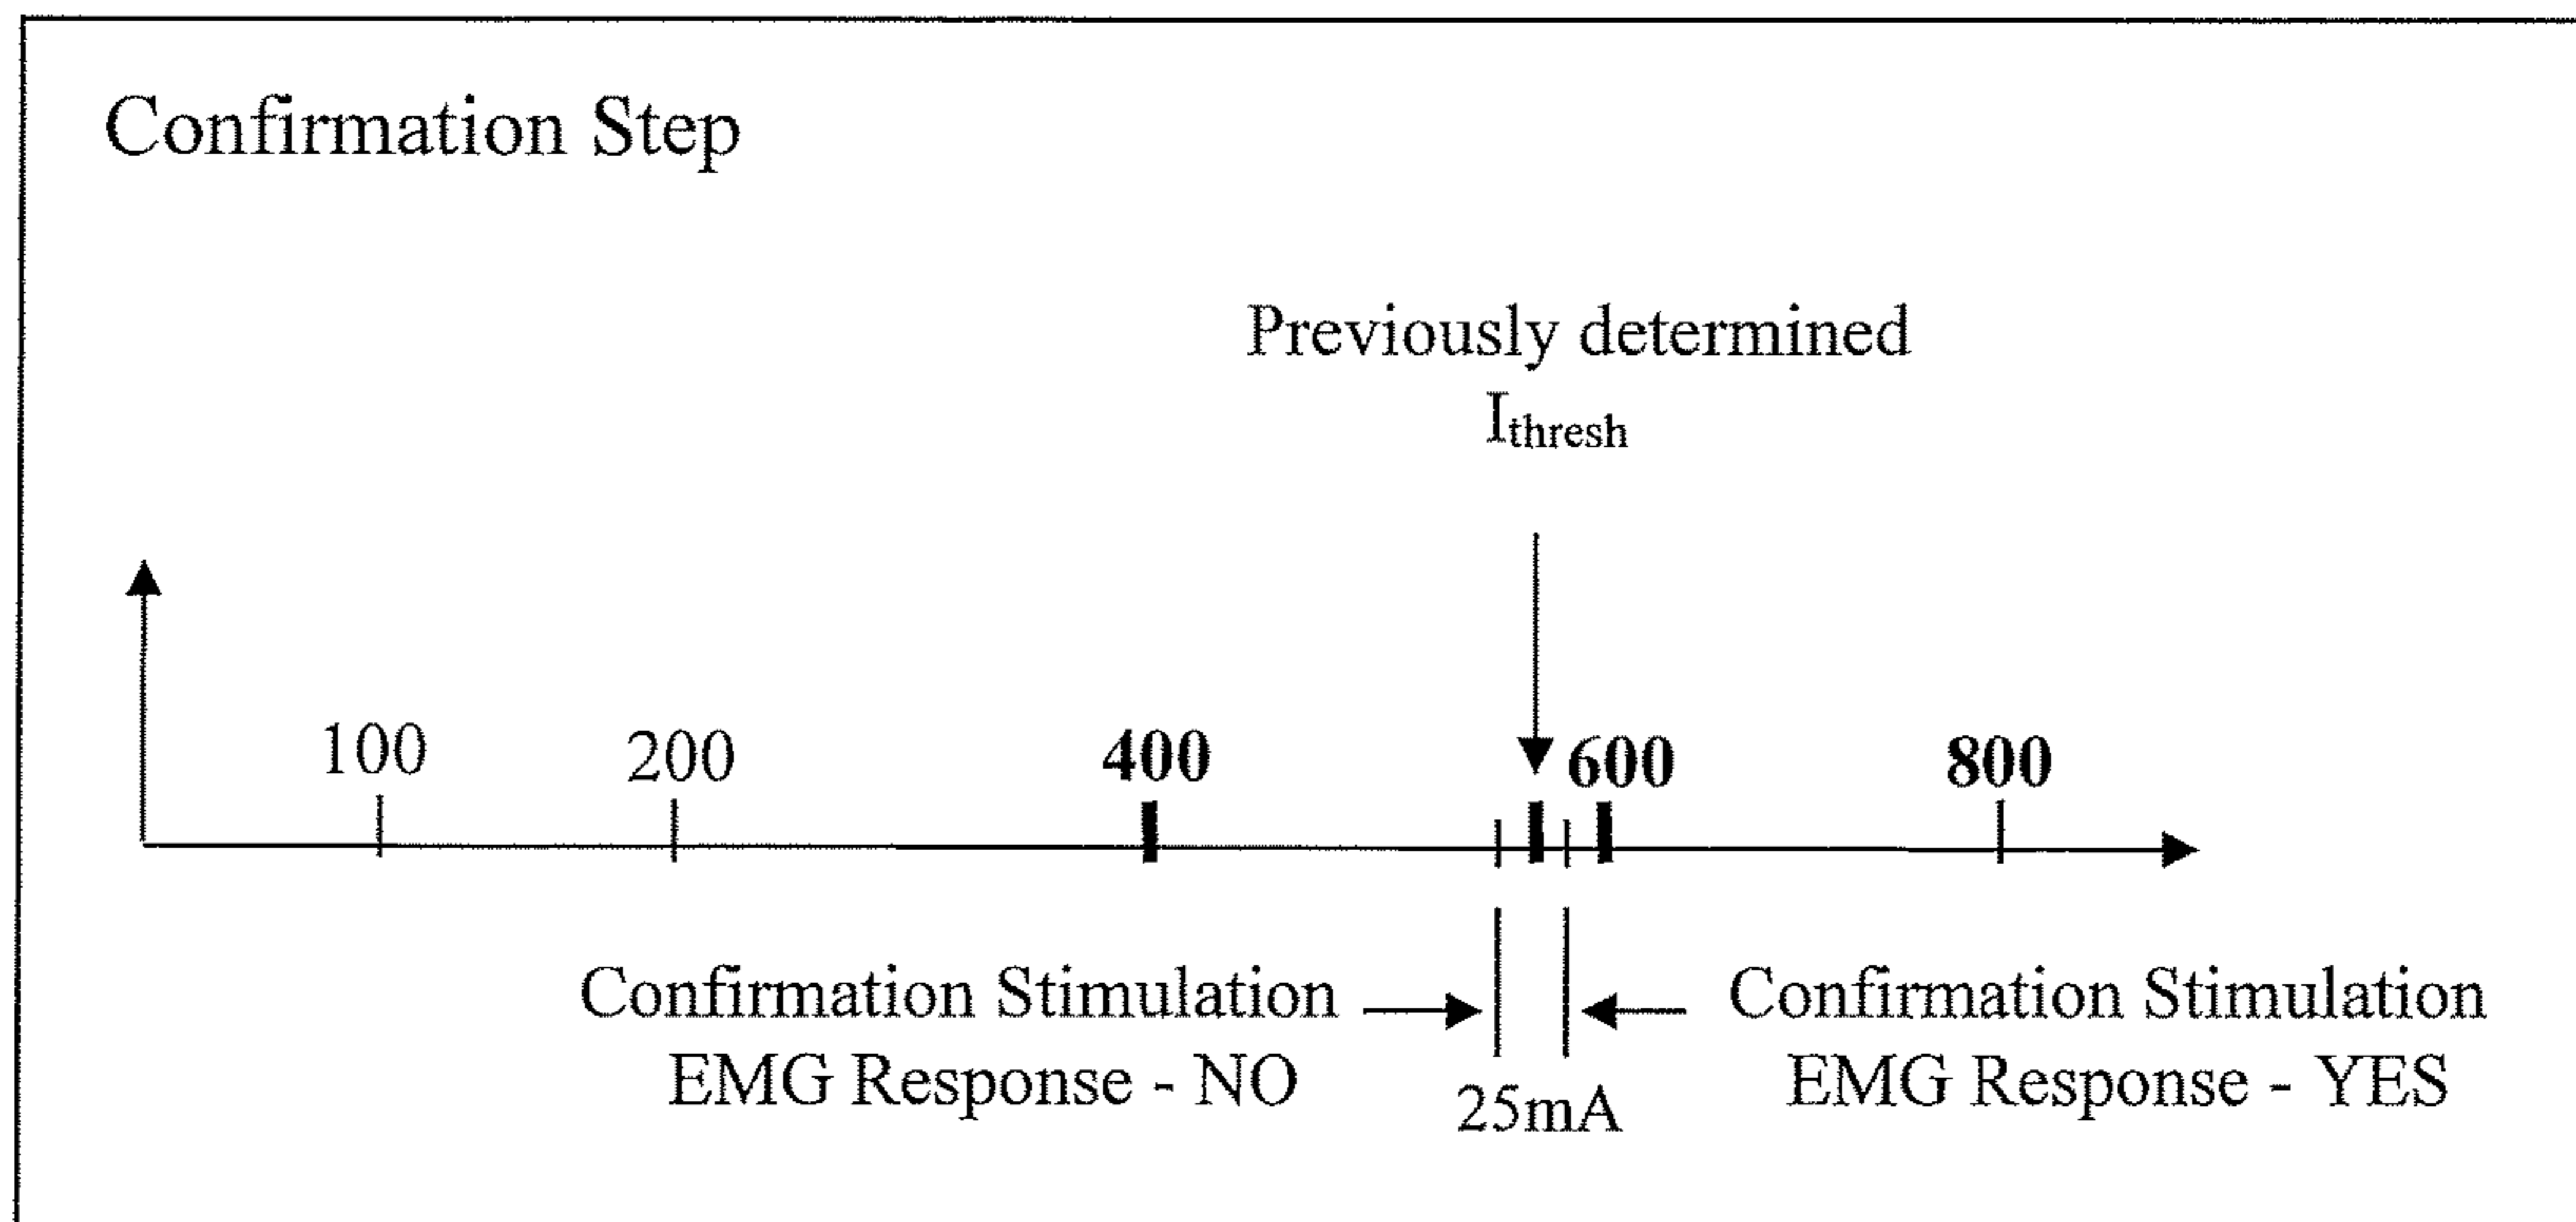 Confirmation Step
Previously determined
Ithresh
100
200
400
600
800
Confirmation Stimulation
EMG Response - NO
25mA
Confirmation Stimulation
EMG Response - YES